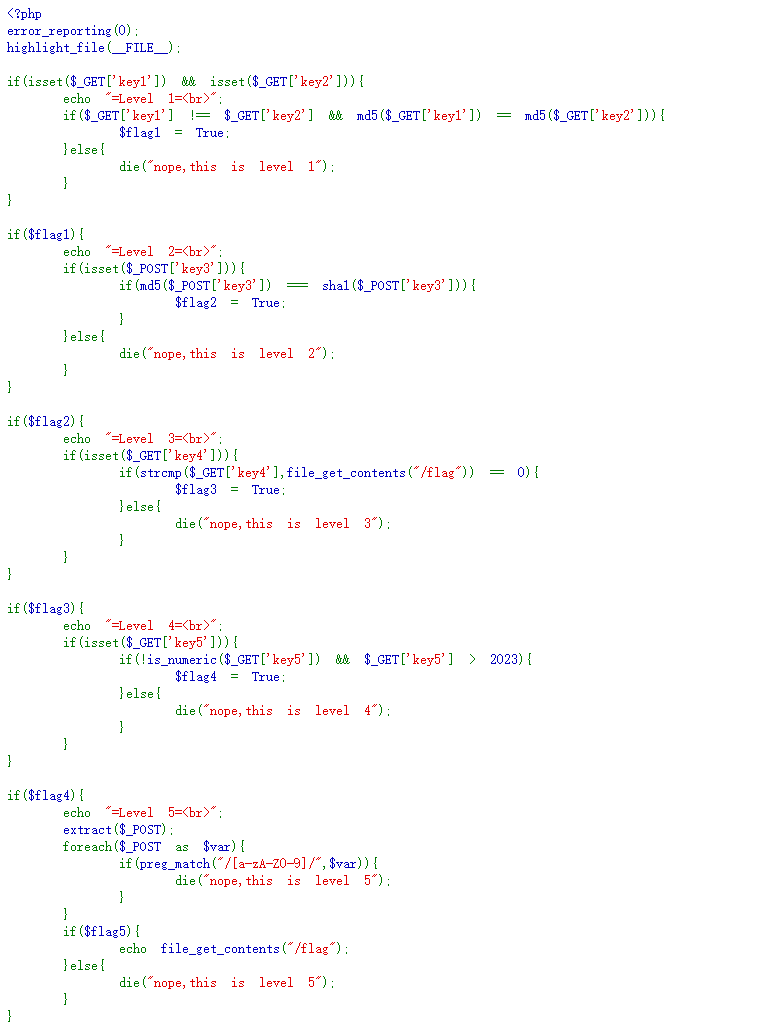 <?php
error_reporting(0);
highlight_file(__FILE__);

if(isset($_GET['key1']) && isset($_GET['key2'])){
        echo "=Level 1=<br>";
        if($_GET['key1'] !== $_GET['key2'] && md5($_GET['key1']) == md5($_GET['key2'])){
                $flag1 = True;
        }else{
                die("nope,this is level 1");
        }
}

if($flag1){
        echo "=Level 2=<br>";
        if(isset($_POST['key3'])){
                if(md5($_POST['key3']) === sha1($_POST['key3'])){
                        $flag2 = True;
                }
        }else{
                die("nope,this is level 2");
        }
}

if($flag2){
        echo "=Level 3=<br>";
        if(isset($_GET['key4'])){
                if(strcmp($_GET['key4'],file_get_contents("/flag")) == 0){
                        $flag3 = True;
                }else{
                        die("nope,this is level 3");
                }
        }
}

if($flag3){
        echo "=Level 4=<br>";
        if(isset($_GET['key5'])){
                if(!is_numeric($_GET['key5']) && $_GET['key5'] > 2023){
                        $flag4 = True;
                }else{
                        die("nope,this is level 4");
                }
        }
}

if($flag4){
        echo "=Level 5=<br>";
        extract($_POST);
        foreach($_POST as $var){
                if(preg_match("/[a-zA-Z0-9]/",$var)){
                        die("nope,this is level 5");
                }
        }
        if($flag5){
                echo file_get_contents("/flag");
        }else{
                die("nope,this is level 5");
        }
}